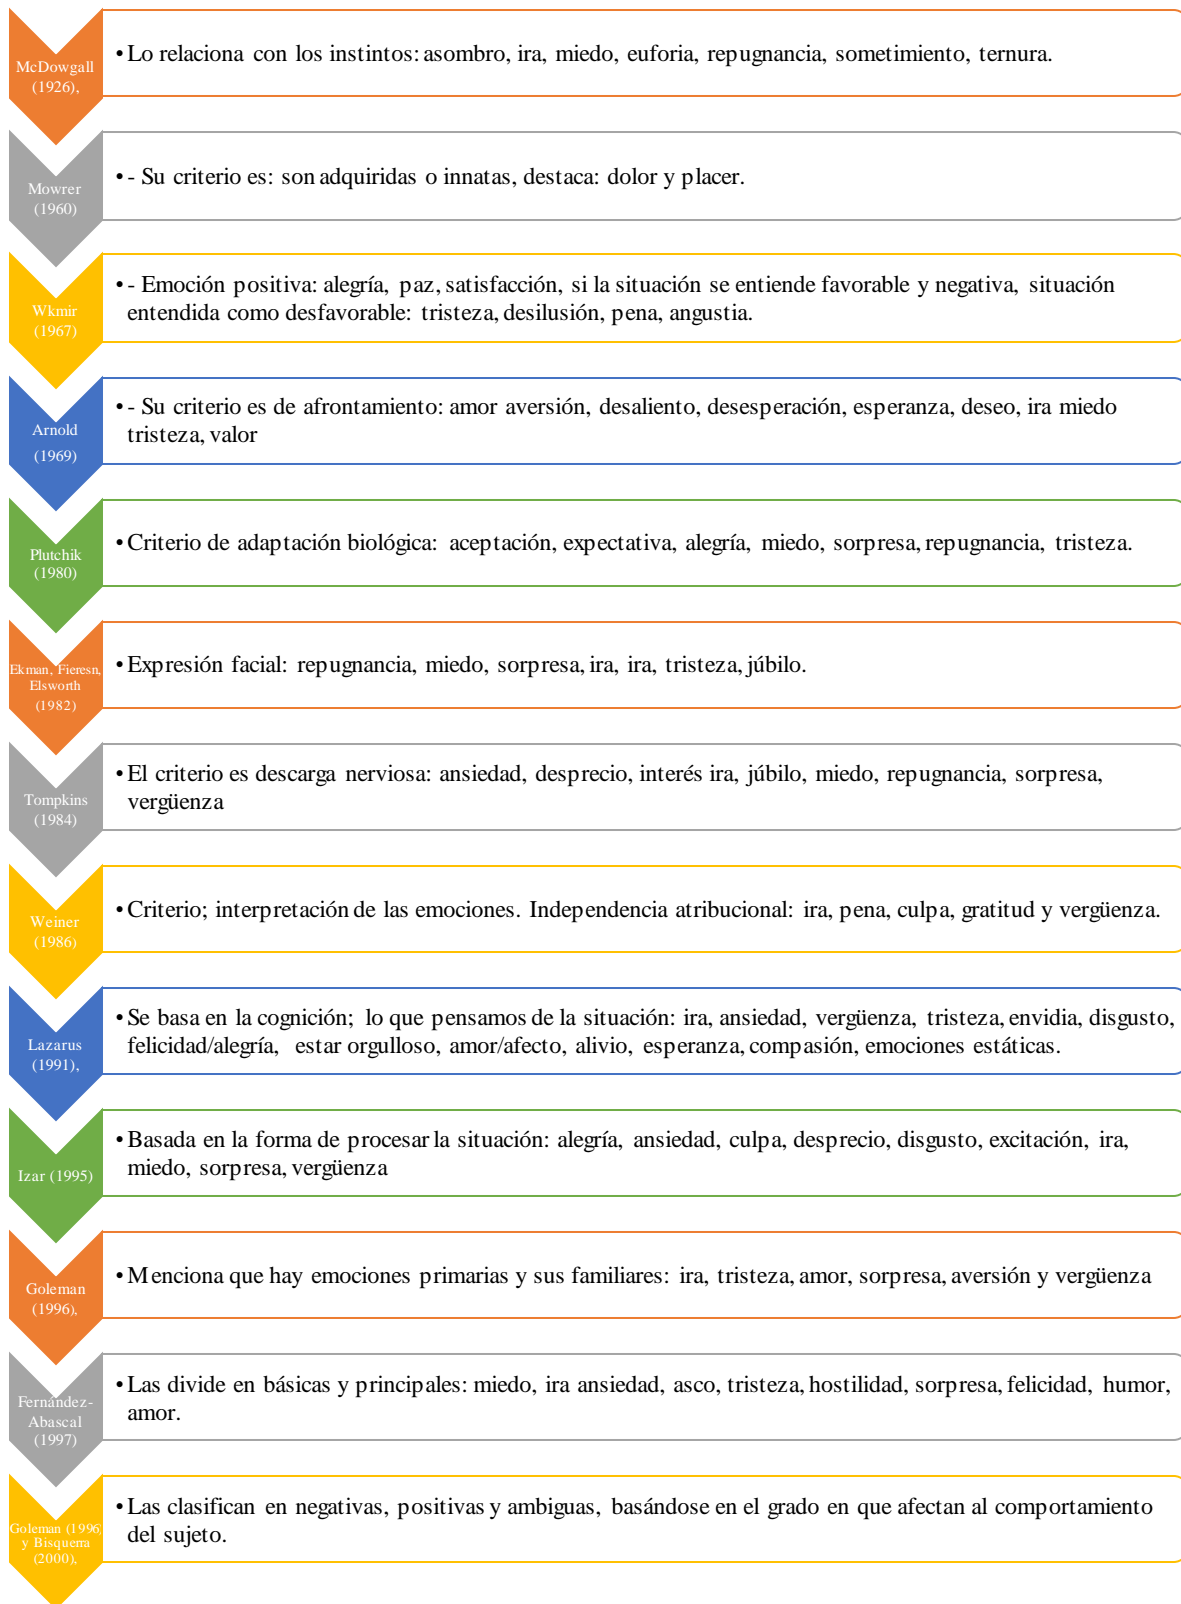 McDowgall
(1926),
• Lo relaciona con los instintos: asombro, ira, miedo, euforia, repugnancia, sometimiento, ternura.
Mowrer
(1960)
• - Su criterio es: son adquiridas o innatas, destaca: dolor y placer.
Wkmir
(1967)
• - Emoción positiva: alegría, paz, satisfacción, si la situación se entiende favorable y negativa, situación
entendida como desfavorable: tristeza, desilusión, pena, angustia.
Arnold
(1969)
• - Su criterio es de afrontamiento: amor aversión, desaliento, desesperación, esperanza, deseo, ira miedo
tristeza, valor
Plutchik
(1980)
• Criterio de adaptación biológica: aceptación, expectativa, alegría, miedo, sorpresa, repugnancia, tristeza.
Ekman, Fieresn,
Elsworth
(1982)
• Expresión facial: repugnancia, miedo, sorpresa, ira, ira, tristeza, júbilo.
Tompkins
(1984)
• El criterio es descarga nerviosa: ansiedad, desprecio, interés ira, júbilo, miedo, repugnancia, sorpresa,
vergüenza
Weiner
(1986)
• Criterio; interpretación de las emociones. Independencia atribucional: ira, pena, culpa, gratitud y vergüenza.
Lazarus
(1991),
• Se basa en la cognición; lo que pensamos de la situación: ira, ansiedad, vergüenza, tristeza, envidia, disgusto,
felicidad/alegría, estar orgulloso, amor/afecto, alivio, esperanza, compasión, emociones estáticas.
Izar (1995)
• Basada en la forma de procesar la situación: alegría, ansiedad, culpa, desprecio, disgusto, excitación, ira,
miedo, sorpresa, vergüenza
Goleman
(1996),
• Menciona que hay emociones primarias y sus familiares: ira, tristeza, amor, sorpresa, aversión y vergüenza
Fernández-
Abascal
(1997)
• Las divide en básicas y principales: miedo, ira ansiedad, asco, tristeza, hostilidad, sorpresa, felicidad, humor,
amor.
Goleman (1996)
y Bisquerra
(2000),
• Las clasifican en negativas, positivas y ambiguas, basándose en el grado en que afectan al comportamiento
del sujeto.